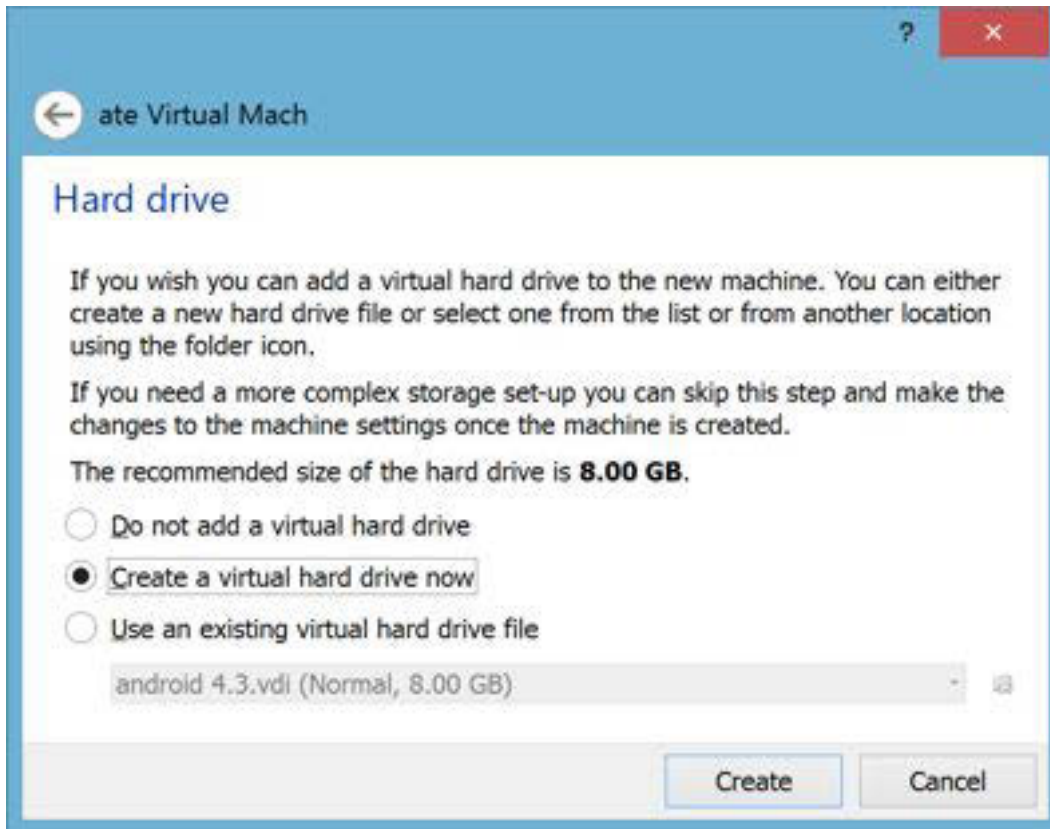 ?
ate Virtual Mach
Hard drive
If you wish you can add a virtual hard drive to the new machine. You can either
create a new hard drive file or select one from the list or from another location
using the folder icon.
If you need a more complex storage set-up you can skip this step and make the
changes to the machine settings once the machine is created.
The recommended size of the hard drive is 8.00 GB.
Do not add a virtual hard drive
Create a virtual hard drive now
Use an existing virtual hard drive file
android 4.3.vdi (Normal, 8.00 GB)
Create Cancel